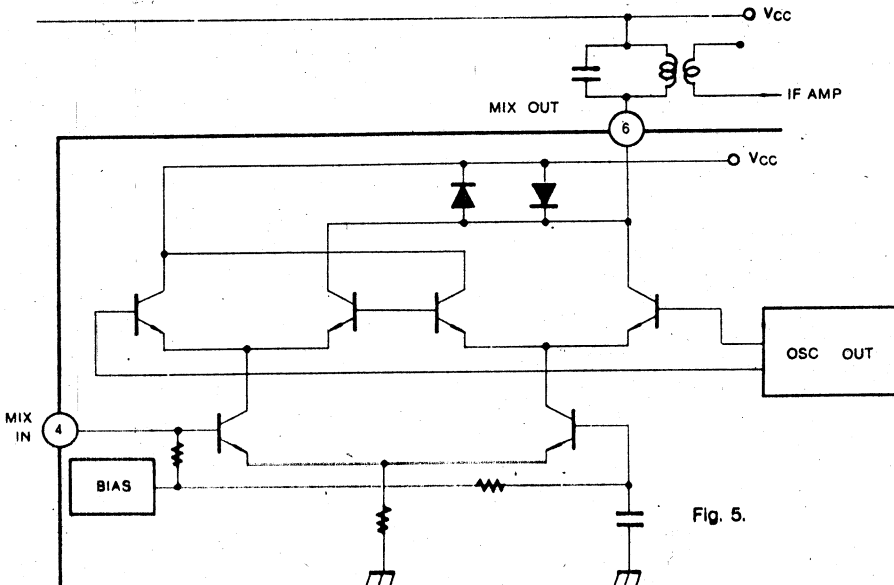 Vcc
IF AMP
MIX OUT
6
Vcc
OSC OUT
MIX
IN
4
BIAS
Fig. 5.